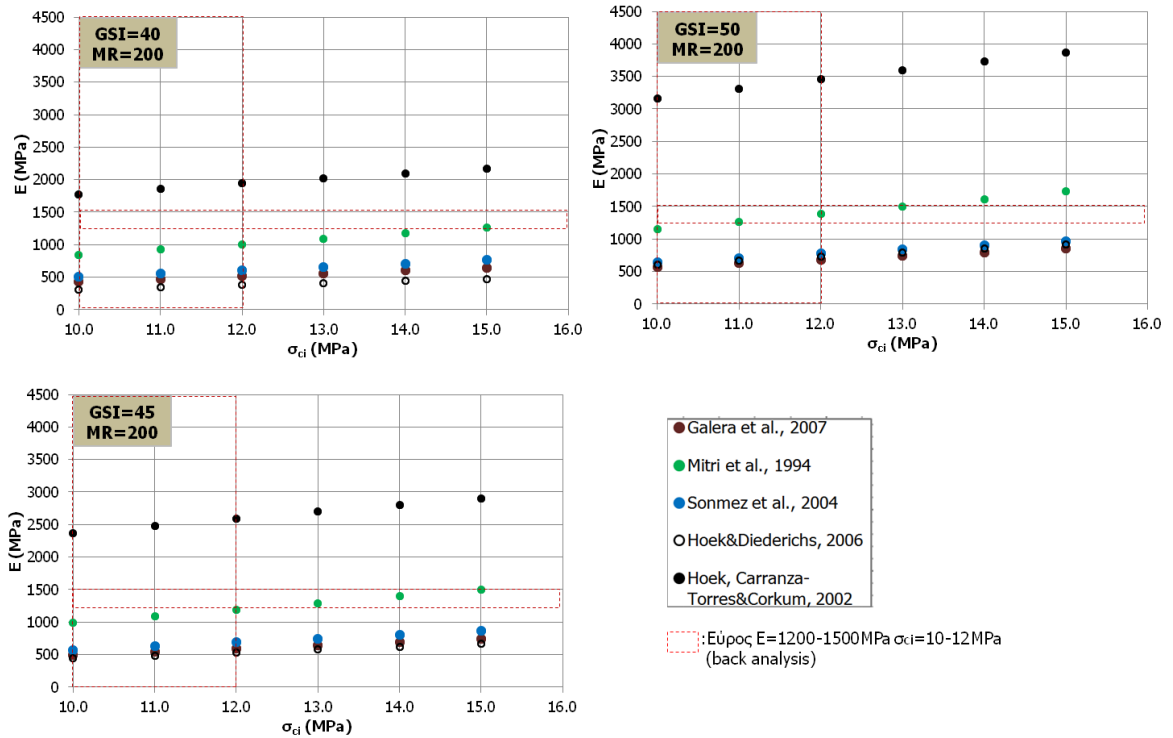 GSI=40
MR=200
4500
4000
3500
3000
2500
2000
1500
1000
500
0
E (MPa)
10.0 11.0 12.0 13.0 14.0 15.0 16.0
σci (MPa)
GSI=50
MR=200
4500
4000
3500
3000
2500
2000
1500
1000
500
0
E (MPa)
10.0 11.0 12.0 13.0 14.0 15.0 16.0
σci (MPa)
GSI=45
MR=200
4500
4000
3500
3000
2500
2000
1500
1000
500
0
E (MPa)
10.0 11.0 12.0 13.0 14.0 15.0 16.0
σci (MPa)
Galera et al., 2007
Mitri et al., 1994
Sonmez et al., 2004
Hoek&Diederichs, 2006
Hoek, Carranza-
Torres&Corkum, 2002
:Εύρος E=1200-1500MPa σci=10-12MPa
(back analysis)